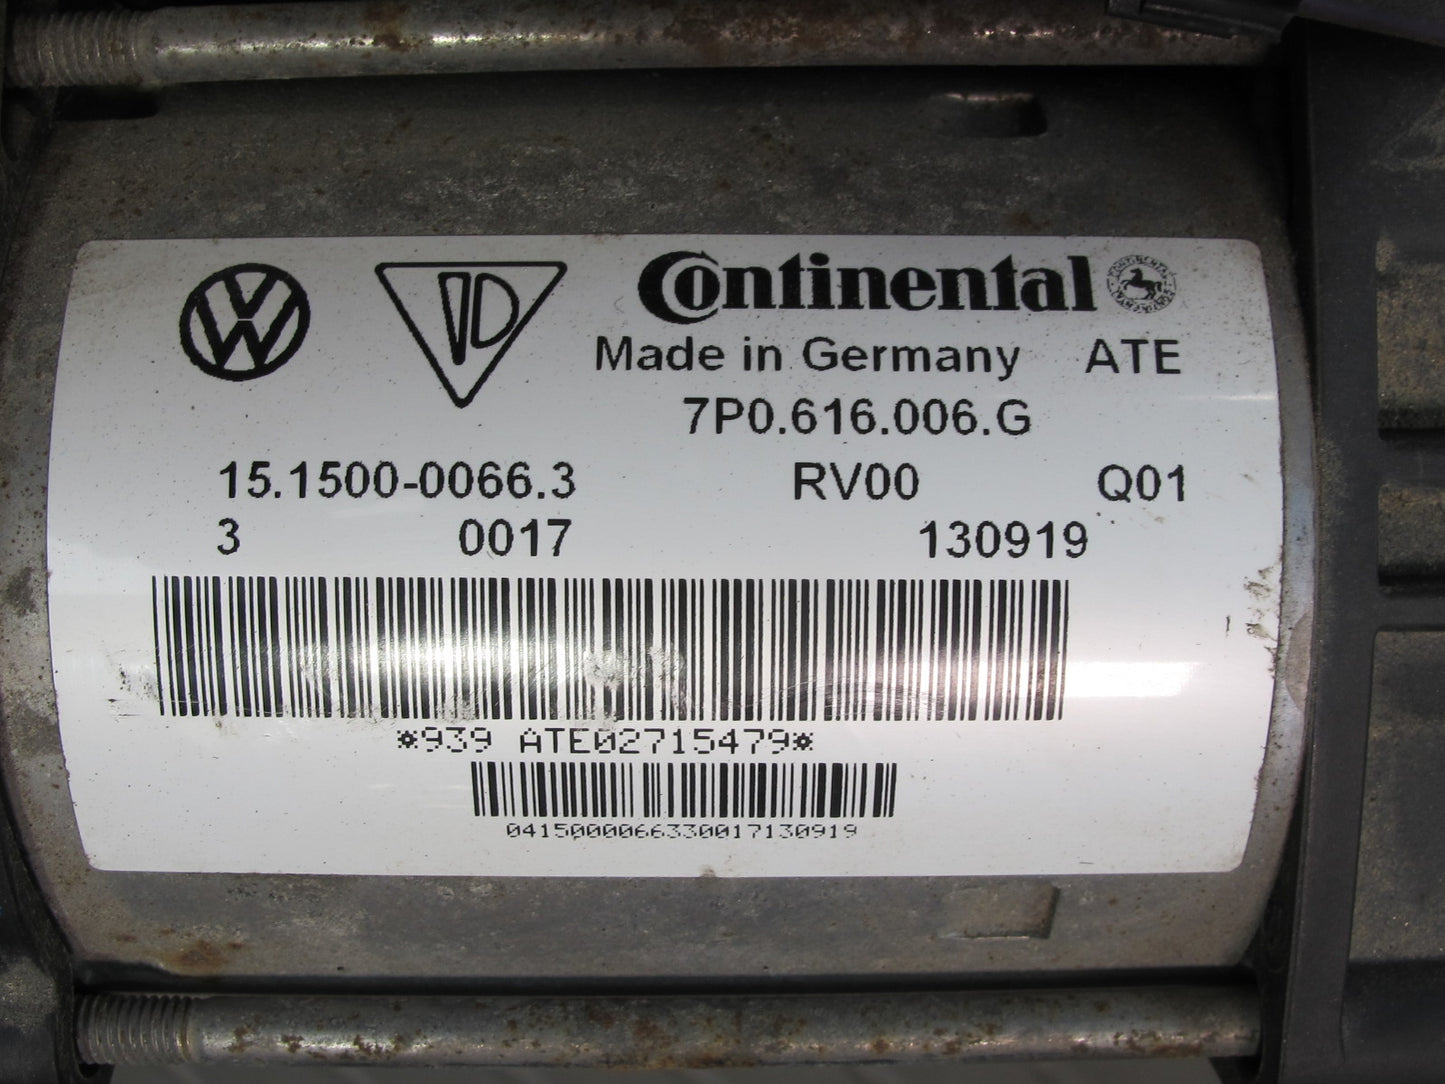 Continental
Made in Germany ATE
7P0.616.006.G
15.1500-0066.3 RV00 Q01
3 0017 130919
*939 ATE02715479*
0415000066330017130919